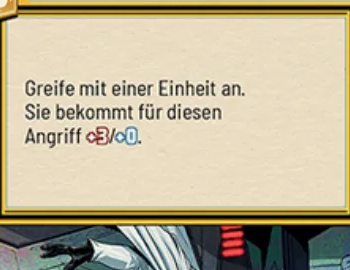 Greife mit einer Einheit an.
Sie bekommt für diesen
Angriff +3/+0.